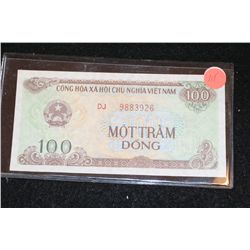 CỘNG HÒA XÃ HỘI CHỦ NGHĨA VIỆT NAM
100
DJ 9883926
MỘT TRĂM
ĐỒNG
100